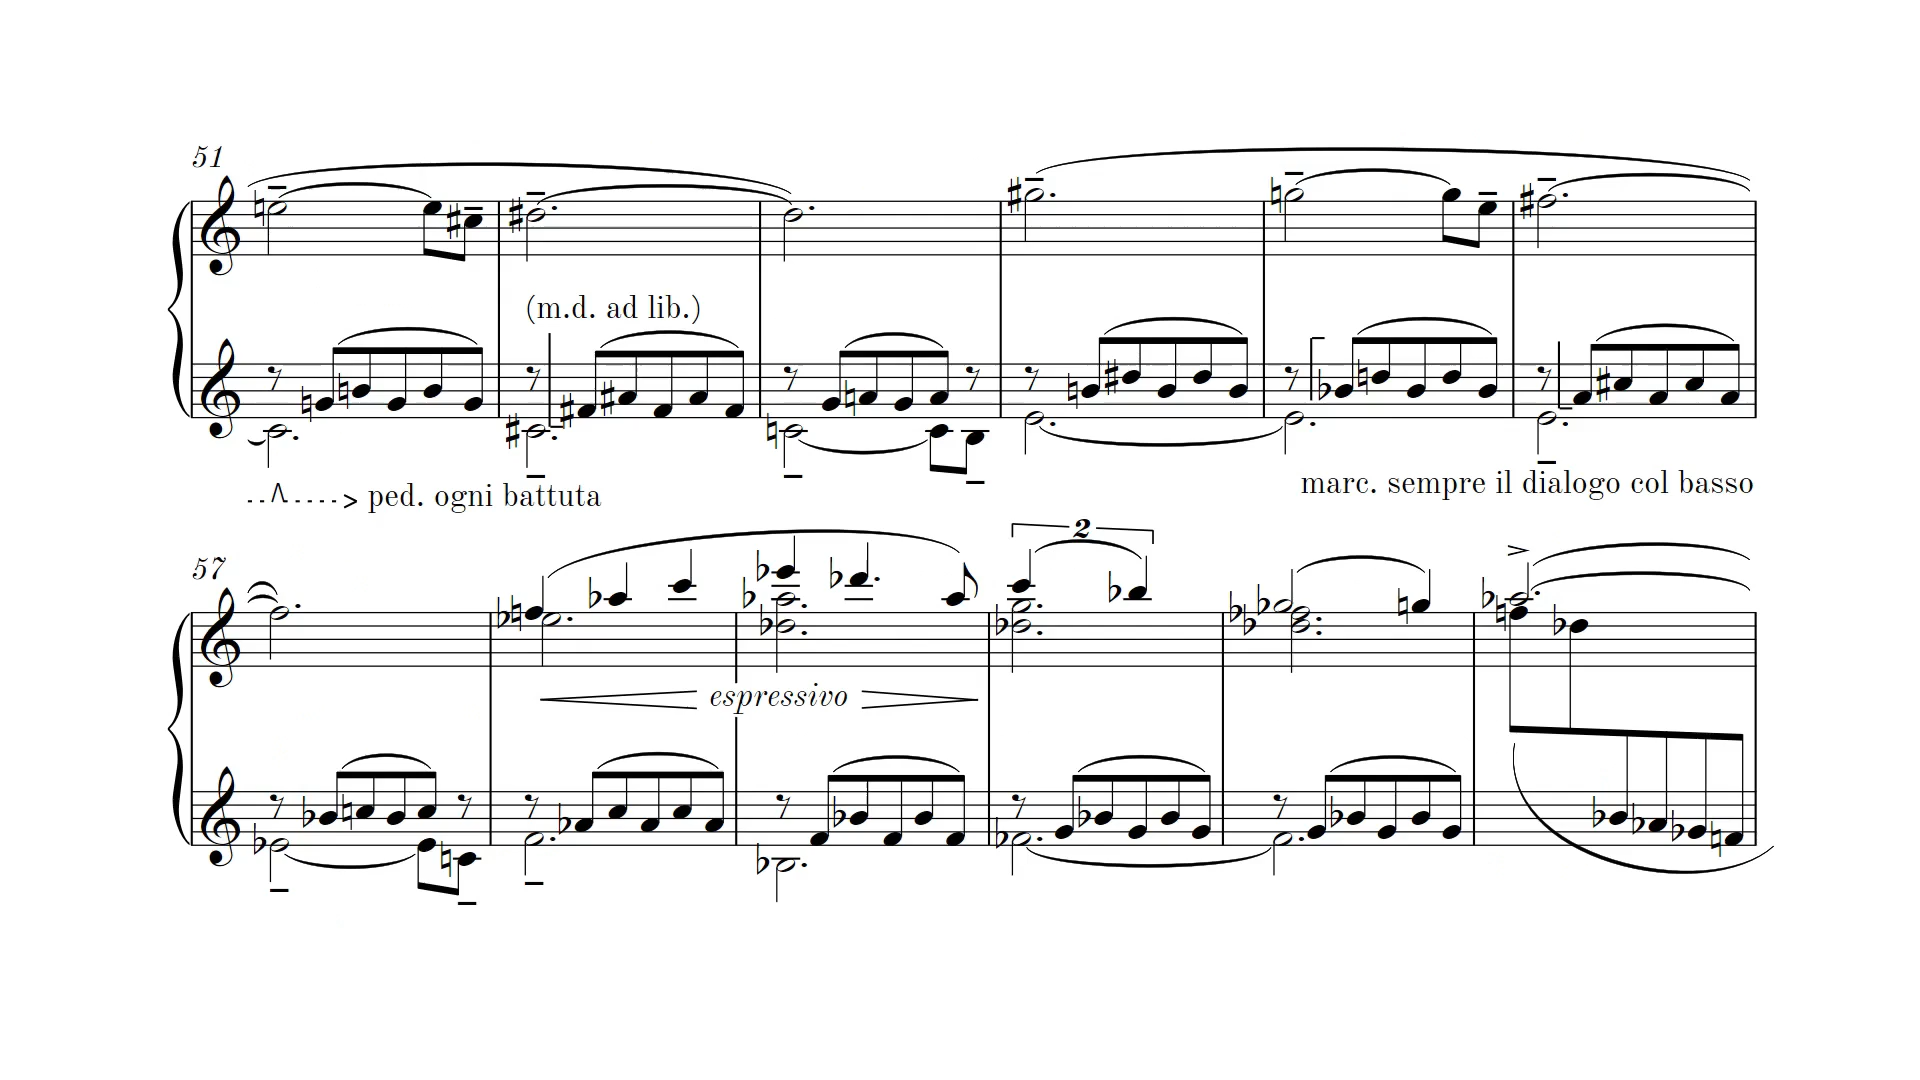 51
(m.d. ad lib.)
ped. ogni battuta
marc. sempre il dialogo col basso
2
57
espressivo